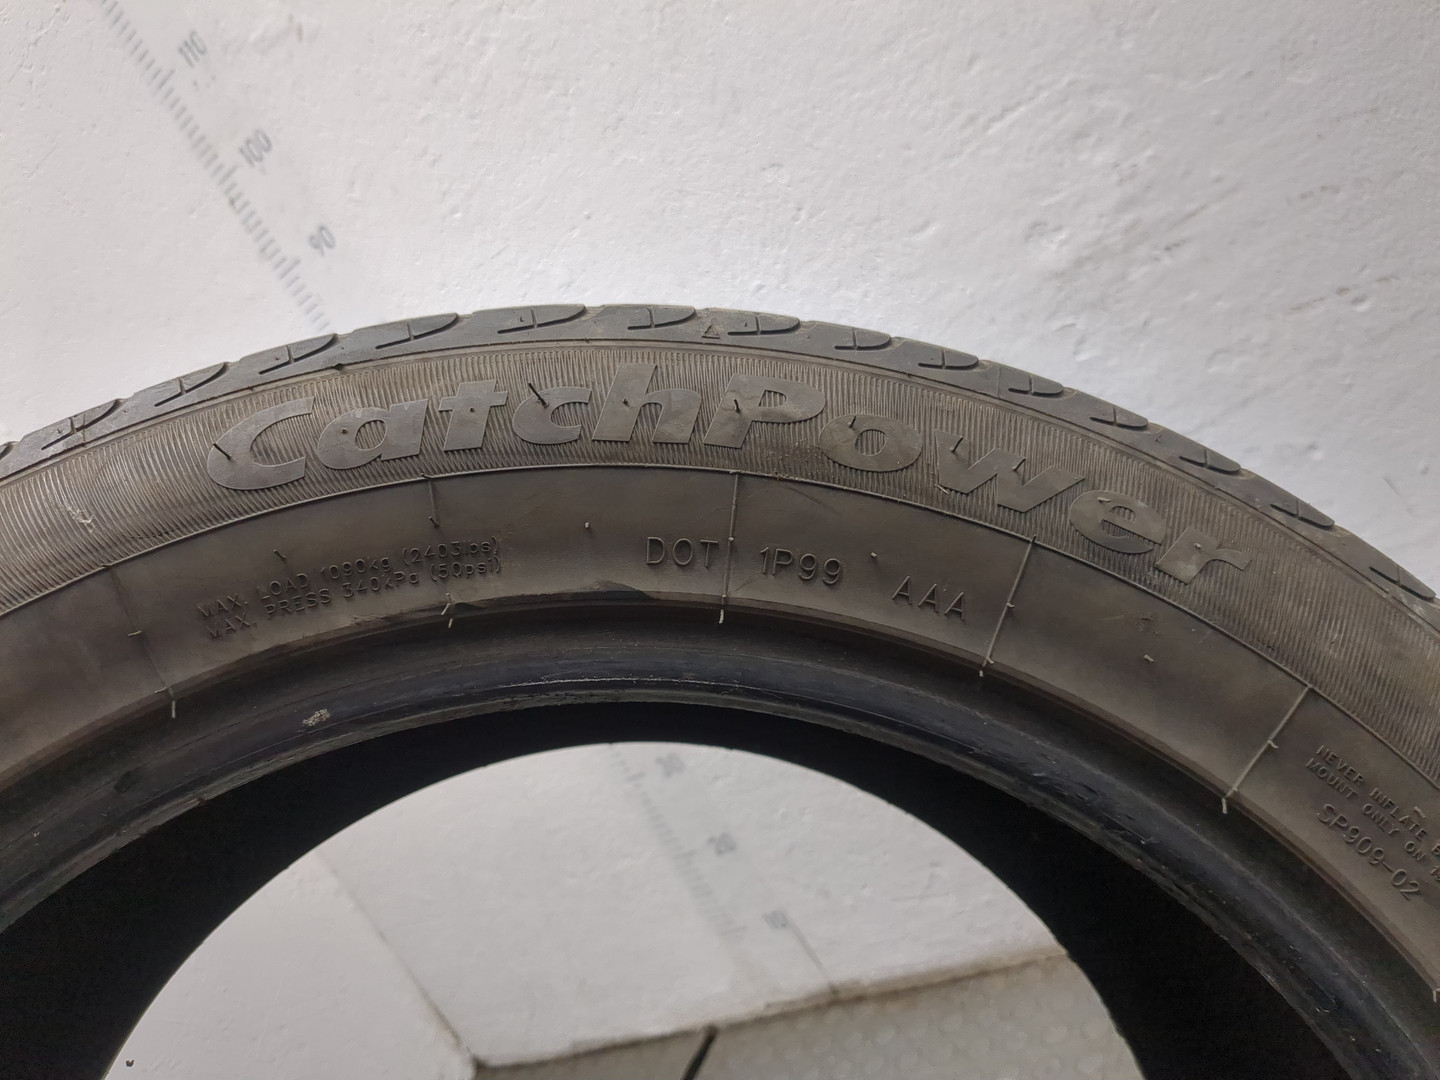 110
100
90
CatchPower
MAX. LOAD 1090kg (2403lbs)
MAX. PRESS 340kPa (50psi)
DOT 1P99 AAA
NEVER INFLATE
MOUNT ONLY ON
SP909-02
30
20
10